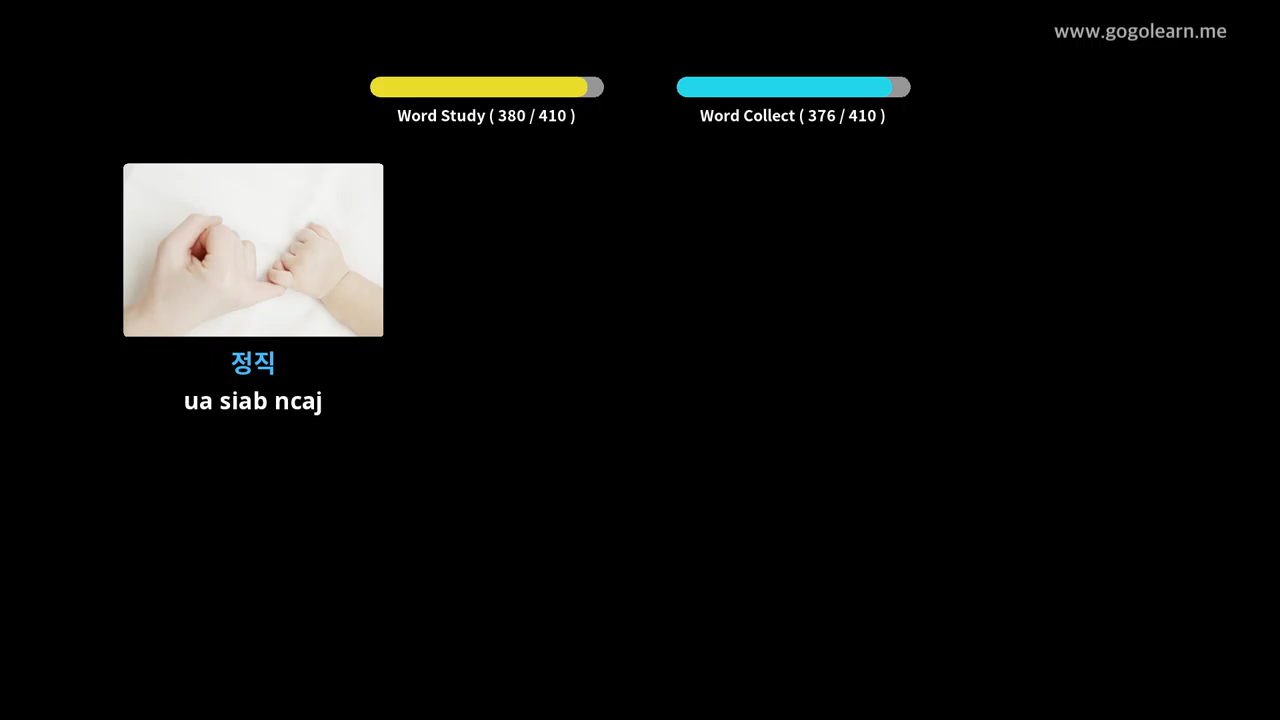 www.gogolearn.me
Word Study ( 380 / 410 )
Word Collect ( 376 / 410 )
정직
ua siab ncaj